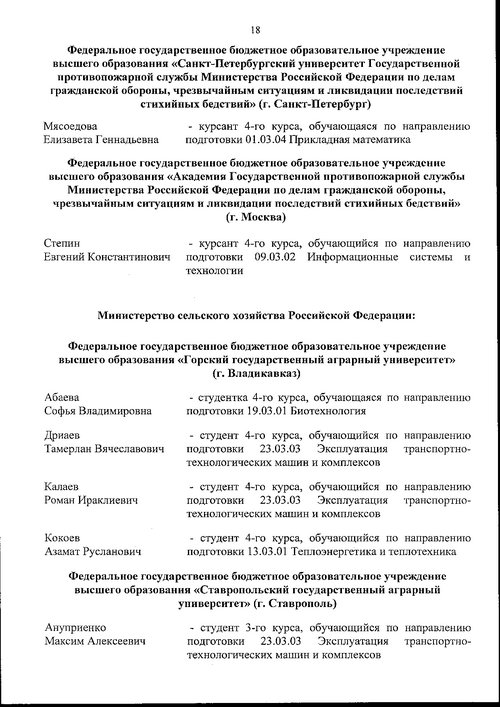 18
Федеральное государственное бюджетное образовательное учреждение
высшего образования «Санкт-Петербургский университет Государственной
противопожарной службы Министерства Российской Федерации по делам
гражданской обороны, чрезвычайным ситуациям и ликвидации последствий
стихийных бедствий» (г. Санкт-Петербург)
Мясоедова - курсант 4-го курса, обучающаяся по направлению
Елизавета Геннадьевна подготовки 01.03.04 Прикладная математика
Федеральное государственное бюджетное образовательное учреждение
высшего образования «Академия Государственной противопожарной службы
Министерства Российской Федерации по делам гражданской обороны,
чрезвычайным ситуациям и ликвидации последствий стихийных бедствий»
(г. Москва)
Степин - курсант 4-го курса, обучающийся по направлению
Евгений Константинович подготовки 09.03.02 Информационные системы и
технологии
Министерство сельского хозяйства Российской Федерации:
Федеральное государственное бюджетное образовательное учреждение
высшего образования «Горский государственный аграрный университет»
(г. Владикавказ)
Абаева - студентка 4-го курса, обучающаяся по направлению
Софья Владимировна подготовки 19.03.01 Биотехнология
Дриаев - студент 4-го курса, обучающийся по направлению
Тамерлан Вячеславович подготовки 23.03.03 Эксплуатация транспортно-
технологических машин и комплексов
Калаев - студент 4-го курса, обучающийся по направлению
Роман Ираклиевич подготовки 23.03.03 Эксплуатация транспортно-
технологических машин и комплексов
Кокоев - студент 4-го курса, обучающийся по направлению
Азамат Русланович подготовки 13.03.01 Теплоэнергетика и теплотехника
Федеральное государственное бюджетное образовательное учреждение
высшего образования «Ставропольский государственный аграрный
университет» (г. Ставрополь)
Ануприенко - студент 3-го курса, обучающийся по направлению
Максим Алексеевич подготовки 23.03.03 Эксплуатация транспортно-
технологических машин и комплексов